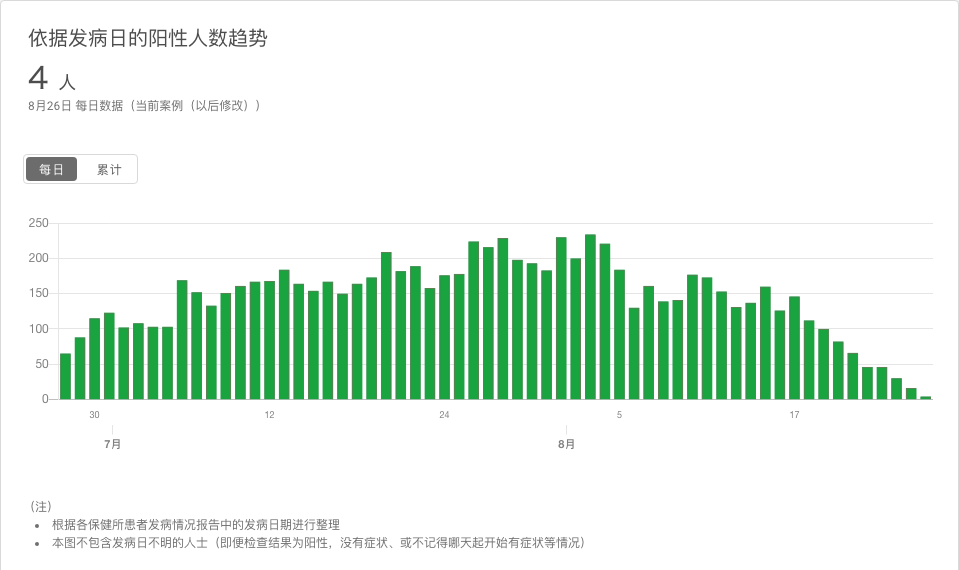 依据发病日的阳性人数趋势
4 人
8月26日 每日数据（当前案例（以后修改））
每日 累计
250
200
150
100
50
0
30 12 24 5 17
7月 8月
（注）
• 根据各保健所患者发病情况报告中的发病日期进行整理
• 本图不包含发病日不明的人士（即便检查结果为阳性，没有症状、或不记得哪天起开始有症状等情况）